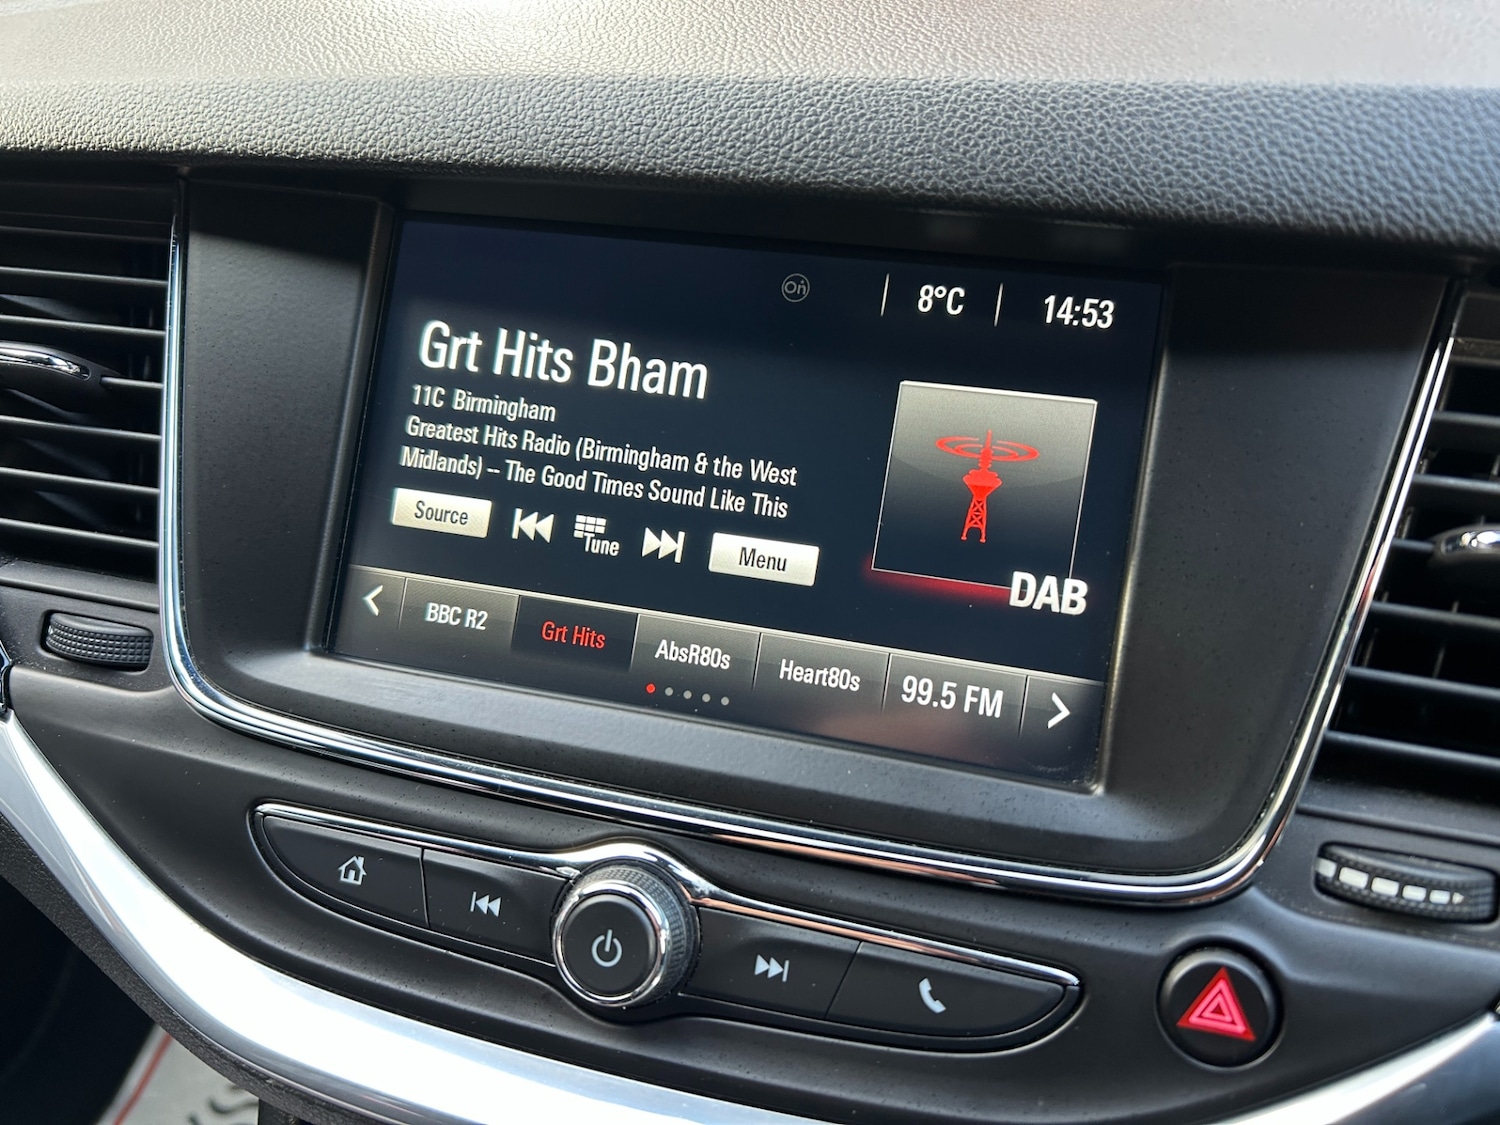 On
8°C
14:53
Grt Hits Bham
11C Birmingham
Greatest Hits Radio (Birmingham & the West
Midlands) -- The Good Times Sound Like This
Source
Tune
Menu
DAB
BBC R2
Grt Hits
AbsR80s
Heart80s
99.5 FM